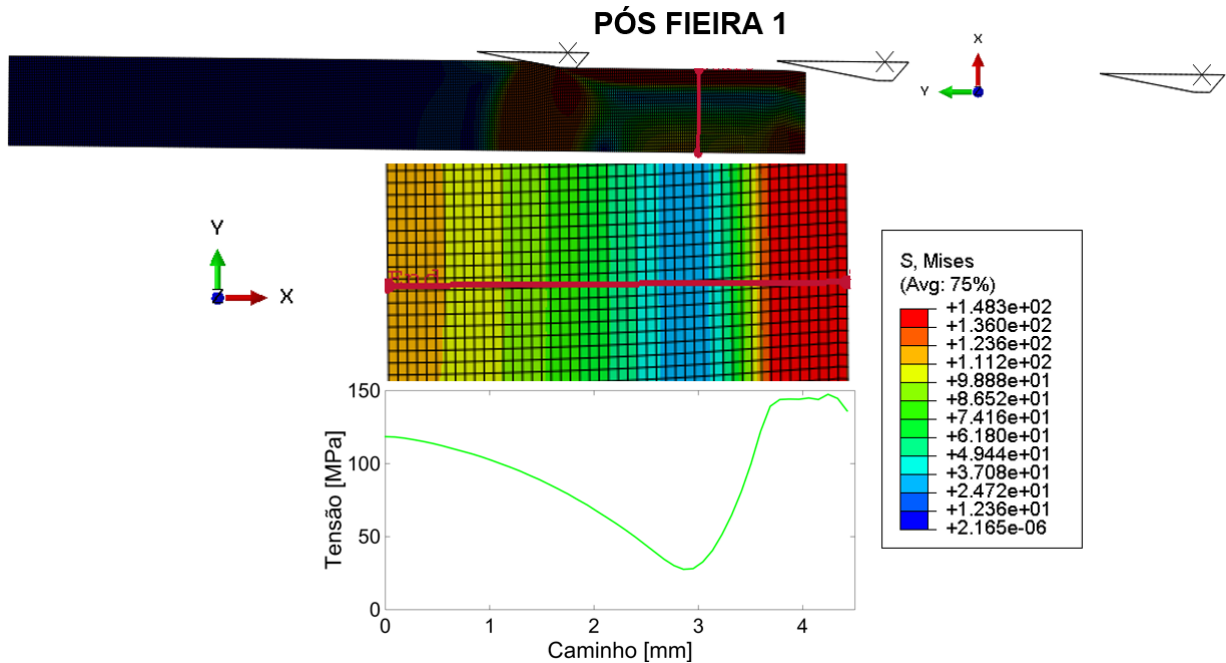 PÓS FIEIRA 1
X
Y
Y
Z
X
End
S, Mises
(Avg: 75%)
+1.483e+02
+1.360e+02
+1.236e+02
+1.112e+02
+9.888e+01
+8.652e+01
+7.416e+01
+6.180e+01
+4.944e+01
+3.708e+01
+2.472e+01
+1.236e+01
+2.165e-06
150
100
50
0
Tensão [MPa]
0 1 2 3 4
Caminho [mm]